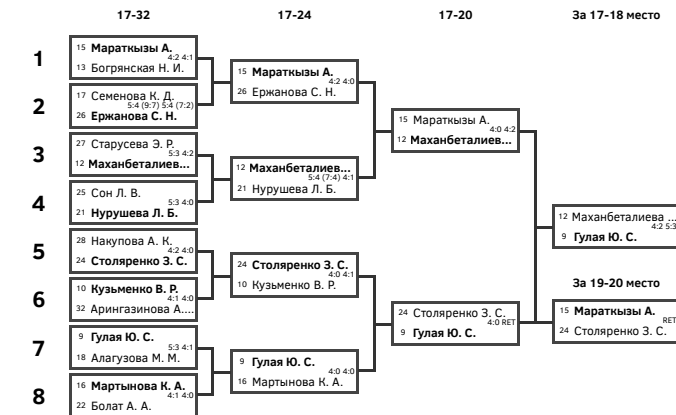 17-32
17-24
17-20
За 17-18 место
1
15 Мараткызы А.
4:2 4:1
13 Богрянская Н. И.
2
17 Семенова К. Д.
5:4 (9:7) 5:4 (7:2)
26 Ержанова С. Н.
3
27 Старусева Э. Р.
5:3 4:2
12 Маханбеталиев...
4
25 Сон Л. В.
5:3 4:0
21 Нурушева Л. Б.
5
28 Накупова А. К.
4:2 4:0
24 Столяренко З. С.
6
10 Кузьменко В. Р.
4:1 4:0
32 Арингазинова А....
7
9 Гулая Ю. С.
5:3 4:1
18 Алагузова М. М.
8
16 Мартынова К. А.
4:1 4:0
22 Болат А. А.
15 Мараткызы А.
4:2 4:0
26 Ержанова С. Н.
12 Маханбеталиев...
5:4 (7:4) 4:1
21 Нурушева Л. Б.
24 Столяренко З. С.
4:0 4:1
10 Кузьменко В. Р.
9 Гулая Ю. С.
4:0 4:0
16 Мартынова К. А.
15 Мараткызы А.
4:0 4:2
12 Маханбеталиев...
24 Столяренко З. С.
4:0 RET
9 Гулая Ю. С.
12 Маханбеталиева ...
4:2 5:3
9 Гулая Ю. С.
За 19-20 место
15 Мараткызы А.
RET
24 Столяренко З. С.